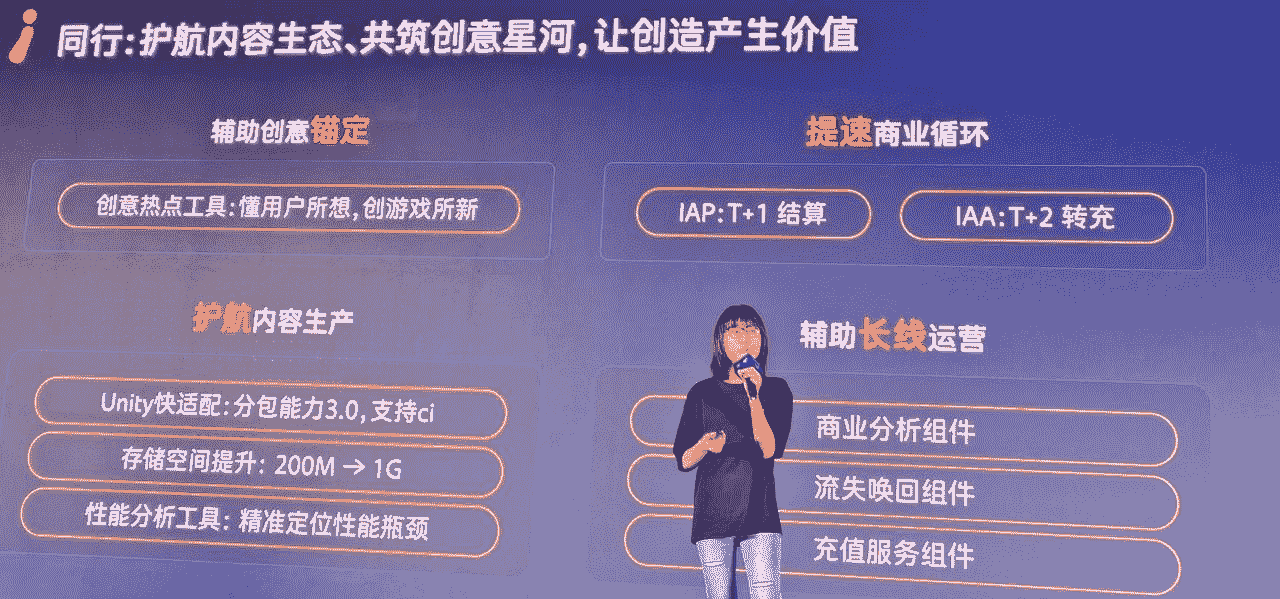 同行:护航内容生态、共筑创意星河,让创造产生价值
辅助创意锚定
创意热点工具:懂用户所想,创游戏所新
提速商业循环
IAP:T+1 结算
IAA:T+2 转充
护航内容生产
Unity快适配:分包能力3.0,支持ci
存储空间提升: 200M → 1G
性能分析工具: 精准定位性能瓶颈
辅助长线运营
商业分析组件
流失唤回组件
充值服务组件